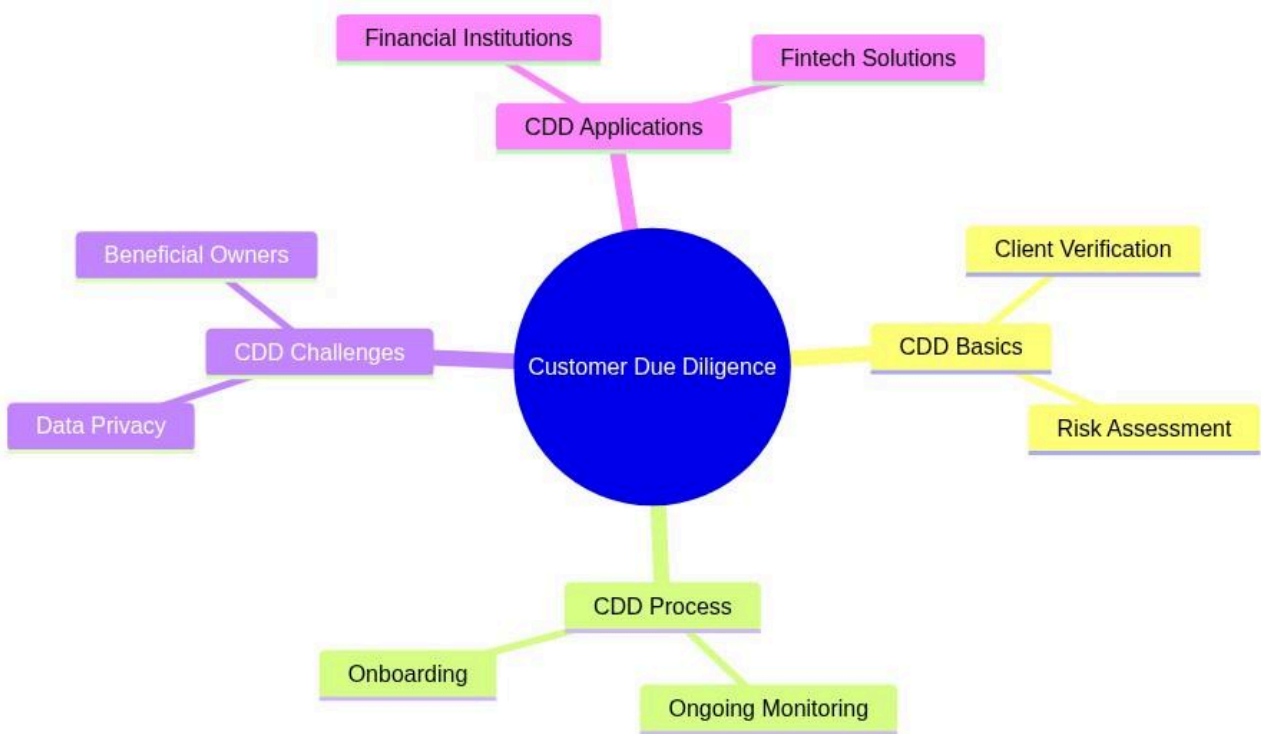 Financial Institutions
Fintech Solutions
CDD Applications
Beneficial Owners
Client Verification
CDD Challenges
Customer Due Diligence
CDD Basics
Data Privacy
Risk Assessment
CDD Process
Onboarding
Ongoing Monitoring